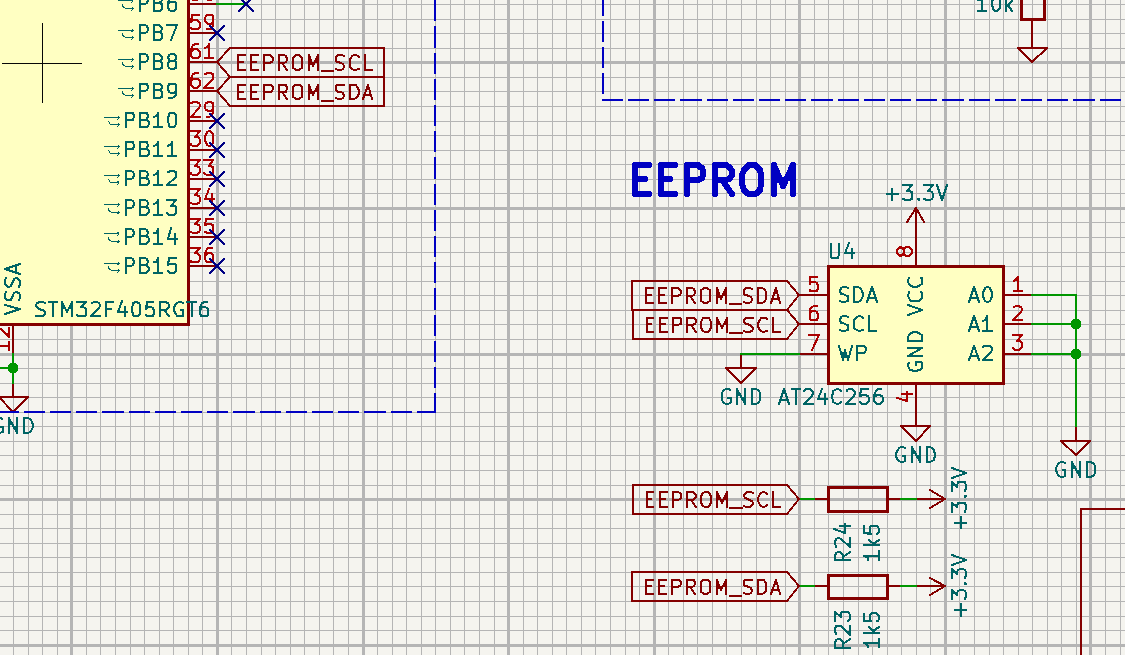 PB6
59
PB7
61
PB8
EEPROM_SCL
62
PB9
EEPROM_SDA
29
PB10
30
PB11
33
PB12
34
PB13
35
PB14
36
PB15
VSSA
STM32F405RGT6
12
GND
10k
EEPROM
+3.3V
U4
8
EEPROM_SDA
5
SDA
VCC
A0
1
EEPROM_SCL
6
SCL
A1
2
7
WP
GND
A2
3
GND
AT24C256
4
GND
GND
EEPROM_SCL
+3.3V
R24
1k5
EEPROM_SDA
+3.3V
R23
1k5